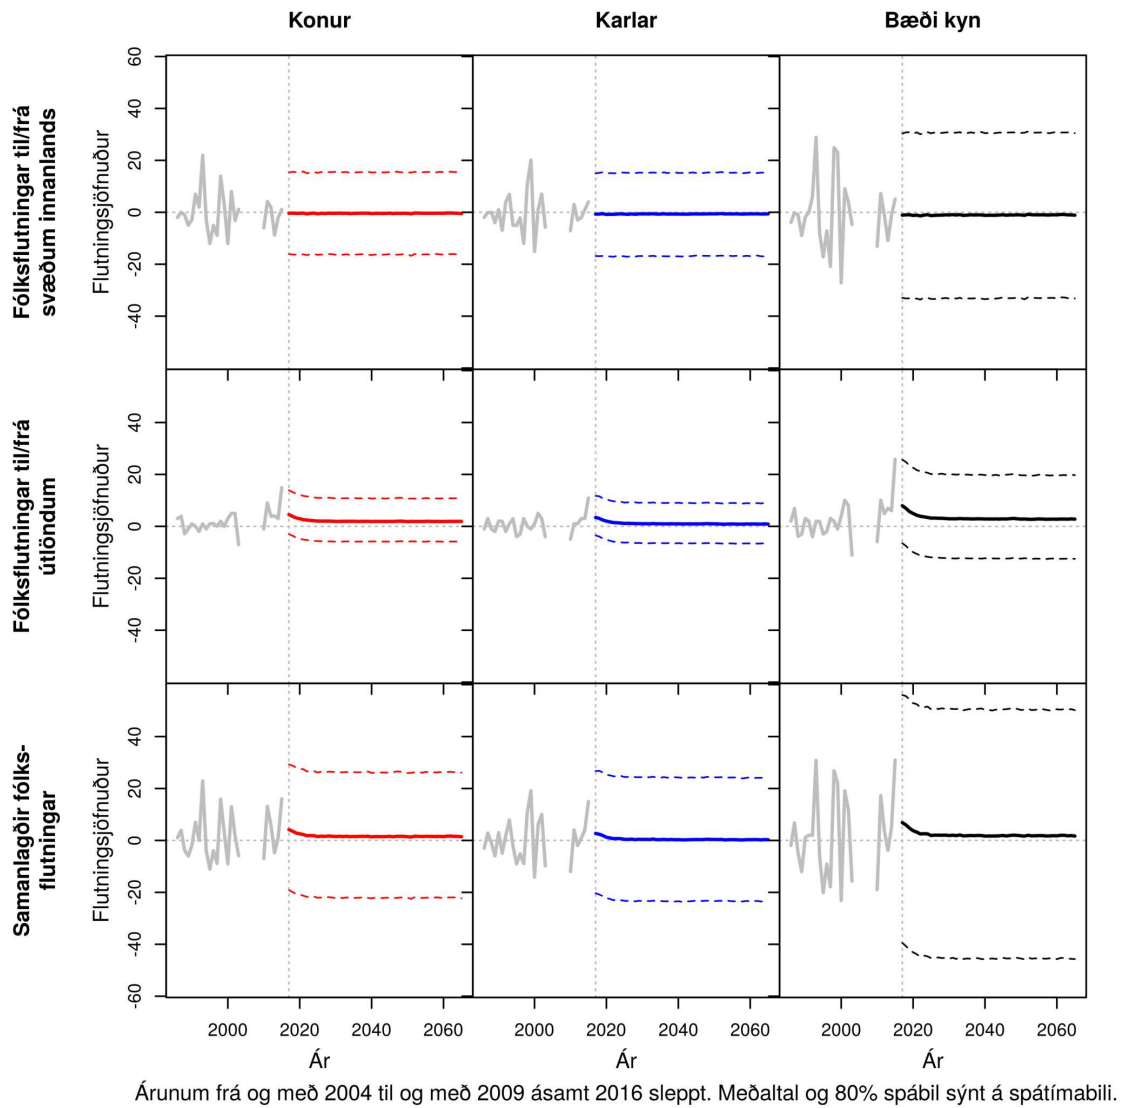 Konur Karlar Bæði kyn
Fólksflutningar til/frá
svæðum innanlands
Flutningsjöfnuður
60
40
20
0
-20
-40
Fólksflutningar til/frá
útlöndum
Flutningsjöfnuður
40
20
0
-20
-40
Samanlagðir fólks-
flutningar
Flutningsjöfnuður
40
20
0
-20
-40
-60
2000 2020 2040 2060 2000 2020 2040 2060 2000 2020 2040 2060
Ár Ár Ár
Árunum frá og með 2004 til og með 2009 ásamt 2016 sleppt. Meðaltal og 80% spábil sýnt á spátímabili.